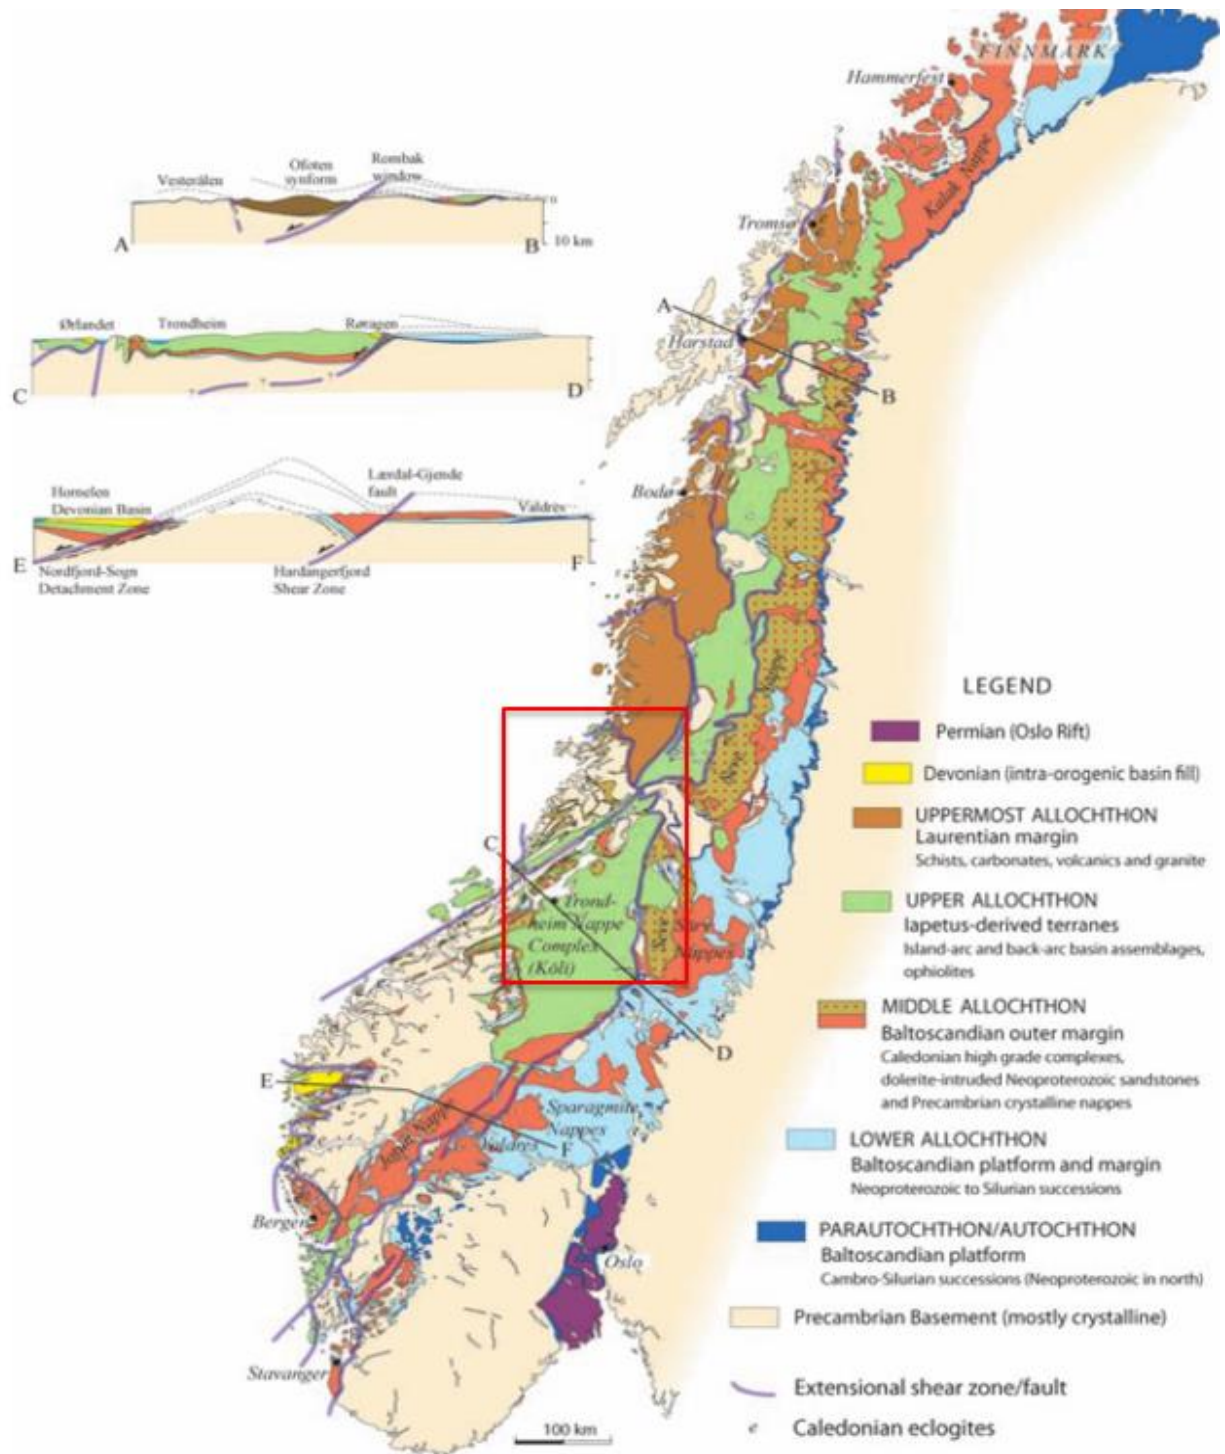 FINNMARK
Hammerfest
Kalak Nappe
Tromsø
A
Harstad
B
Bodø
Vesterålen
Ofoten
synform
Rombak
window
A
B
10 km
Ørlandet
Trondheim
Røragen
C
?
?
?
D
Hornelen
Devonian Basin
Lærdal-Gjende
fault
Valdres
E
F
Nordfjord-Sogn
Detachment Zone
Hardangerfjord
Shear Zone
Nappe
Seve
C
Trond-
heim Nappe
Complex
(Köli)
Seve
Särv
Nappes
D
E
Jotun Nappe
Sparagmite
Nappes
Valdres
F
Bergen
Oslo
Stavanger
100 km
LEGEND
Permian (Oslo Rift)
Devonian (intra-orogenic basin fill)
UPPERMOST ALLOCHTHON
Laurentian margin
Schists, carbonates, volcanics and granite
UPPER ALLOCHTHON
Iapetus-derived terranes
Island-arc and back-arc basin assemblages,
ophiolites
MIDDLE ALLOCHTHON
Baltoscandian outer margin
Caledonian high grade complexes,
dolerite-intruded Neoproterozoic sandstones
and Precambrian crystalline nappes
LOWER ALLOCHTHON
Baltoscandian platform and margin
Neoproterozoic to Silurian successions
PARAUTOCHTHON/AUTOCHTHON
Baltoscandian platform
Cambro-Silurian successions (Neoproterozoic in north)
Precambrian Basement (mostly crystalline)
Extensional shear zone/fault
e Caledonian eclogites